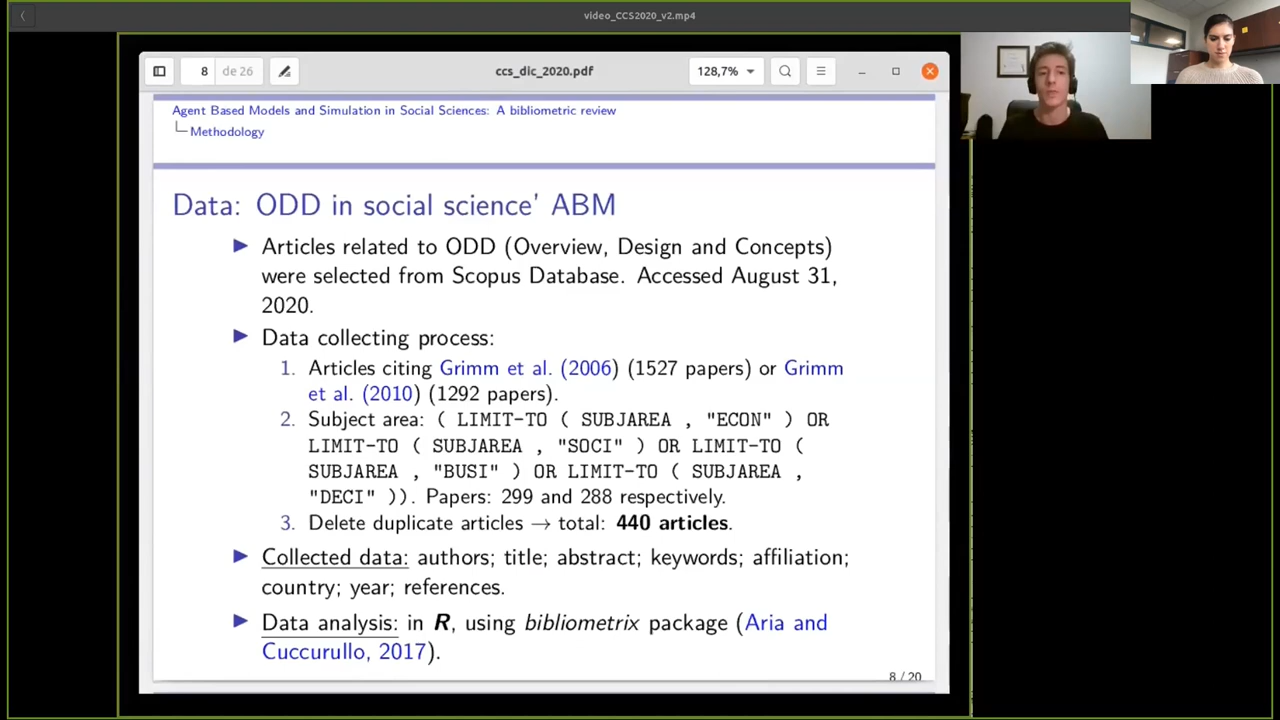 video_CCS2020_v2.mp4
8 de 26
ccs_dic_2020.pdf
128,7%
Agent Based Models and Simulation in Social Sciences: A bibliometric review
Methodology
Data: ODD in social science' ABM
Articles related to ODD (Overview, Design and Concepts)
were selected from Scopus Database. Accessed August 31,
2020.
Data collecting process:
1. Articles citing Grimm et al. (2006) (1527 papers) or Grimm
et al. (2010) (1292 papers).
2. Subject area: ( LIMIT-TO ( SUBJAREA , "ECON" ) OR
LIMIT-TO ( SUBJAREA , "SOCI" ) OR LIMIT-TO (
SUBJAREA , "BUSI" ) OR LIMIT-TO ( SUBJAREA ,
"DECI" )). Papers: 299 and 288 respectively.
3. Delete duplicate articles → total: 440 articles.
Collected data: authors; title; abstract; keywords; affiliation;
country; year; references.
Data analysis: in R, using bibliometrix package (Aria and
Cuccurullo, 2017).
8 / 20